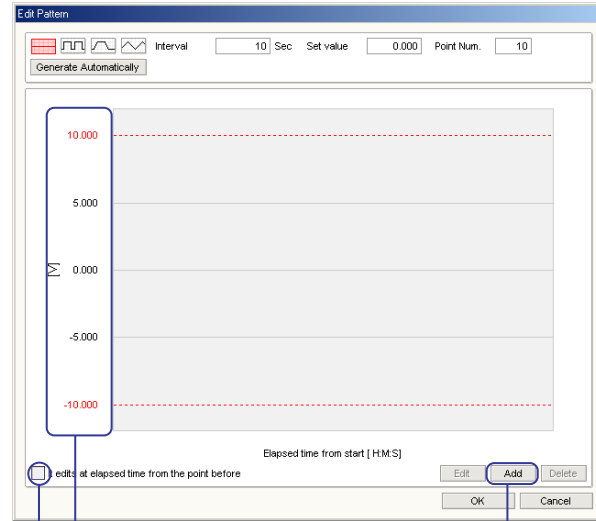 Edit Pattern
Interval 10 Sec Set value 0.000 Point Num. 10
Generate Automatically
10.000
5.000
[V]
0.000
-5.000
-10.000
Elapsed time from start [ H:M:S]
edits at elapsed time from the point before
Edit Add Delete
OK Cancel